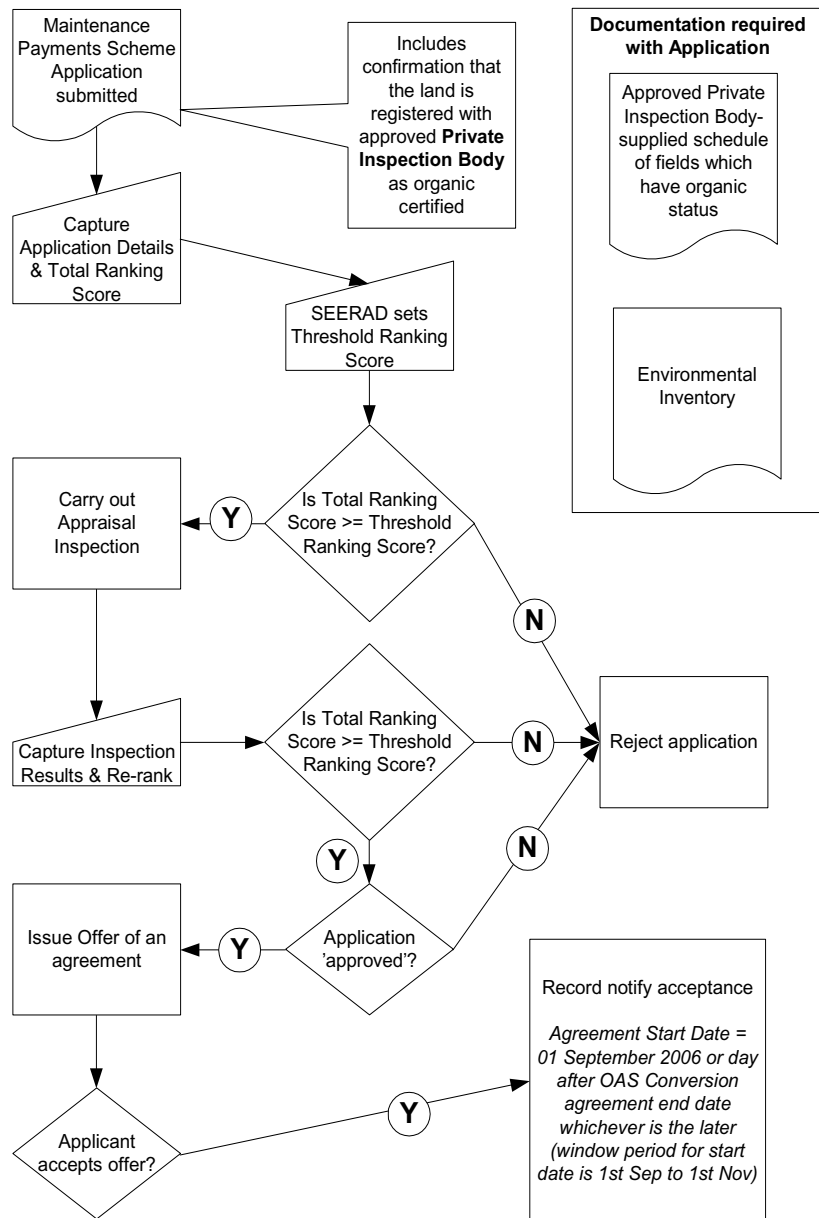 Maintenance
Payments Scheme
Application
submitted
Includes
confirmation that
the land is
registered with
approved Private
Inspection Body
as organic
certified
Documentation required
with Application
Approved Private
Inspection Body-
supplied schedule
of fields which
have organic
status
Environmental
Inventory
Capture
Application Details
& Total Ranking
Score
SEERAD sets
Threshold Ranking
Score
Is Total Ranking
Score >= Threshold
Ranking Score?
Y
N
Carry out
Appraisal
Inspection
Capture Inspection
Results & Re-rank
Is Total Ranking
Score >= Threshold
Ranking Score?
N
Y
Reject application
Application
'approved'?
N
Y
Issue Offer of an
agreement
Applicant
accepts offer?
Y
Record notify acceptance
Agreement Start Date =
01 September 2006 or day
after OAS Conversion
agreement end date
whichever is the later
(window period for start
date is 1st Sep to 1st Nov)